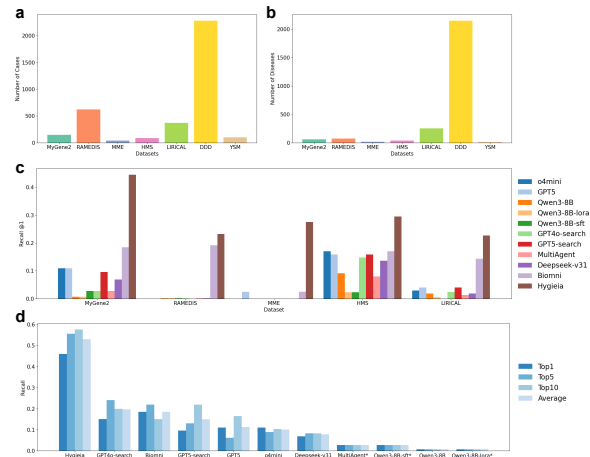 a
b
2000
1500
1000
500
0
Number of Cases
MyGene2 RAMEDIS MME HMS LIRICAL DDD YSM
Datasets
2000
1500
1000
500
0
Number of Diseases
MyGene2 RAMEDIS MME HMS LIRICAL DDD YSM
Datasets
c
0.4
0.3
0.2
0.1
0.0
Recall @1
MyGene2 RAMEDIS MME HMS LIRICAL
Dataset
o4mini
GPT5
Qwen3-8B
Qwen3-8B-lora
Qwen3-8B-sft
GPT4o-search
GPT5-search
MultiAgent
Deepseek-v31
Biomni
Hygieia
d
0.6
0.5
0.4
0.3
0.2
0.1
0.0
Recall
Hygieia GPT4o-search Biomni GPT5-search GPT5 o4mini Deepseek-v31 MultiAgent* Qwen3-8B-sft* Qwen3-8B Qwen3-8B-lora*
Top1
Top5
Top10
Average